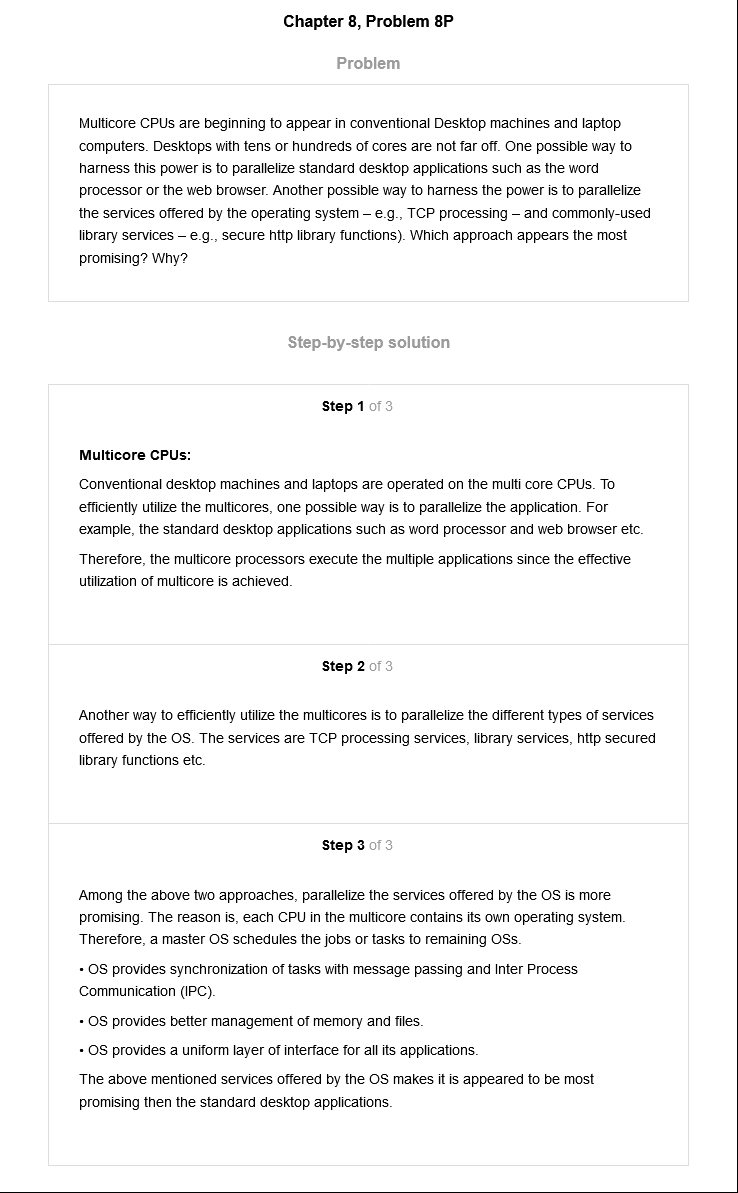 Chapter 8, Problem 8P
Problem
Multicore CPUs are beginning to appear in conventional Desktop machines and laptop
computers. Desktops with tens or hundreds of cores are not far off. One possible way to
harness this power is to parallelize standard desktop applications such as the word
processor or the web browser. Another possible way to harness the power is to parallelize
the services offered by the operating system – e.g., TCP processing – and commonly-used
library services – e.g., secure http library functions). Which approach appears the most
promising? Why?
Step-by-step solution
Step 1 of 3
Multicore CPUs:
Conventional desktop machines and laptops are operated on the multi core CPUs. To
efficiently utilize the multicores, one possible way is to parallelize the application. For
example, the standard desktop applications such as word processor and web browser etc.
Therefore, the multicore processors execute the multiple applications since the effective
utilization of multicore is achieved.
Step 2 of 3
Another way to efficiently utilize the multicores is to parallelize the different types of services
offered by the OS. The services are TCP processing services, library services, http secured
library functions etc.
Step 3 of 3
Among the above two approaches, parallelize the services offered by the OS is more
promising. The reason is, each CPU in the multicore contains its own operating system.
Therefore, a master OS schedules the jobs or tasks to remaining OSs.
• OS provides synchronization of tasks with message passing and Inter Process
Communication (IPC).
• OS provides better management of memory and files.
• OS provides a uniform layer of interface for all its applications.
The above mentioned services offered by the OS makes it is appeared to be most
promising then the standard desktop applications.